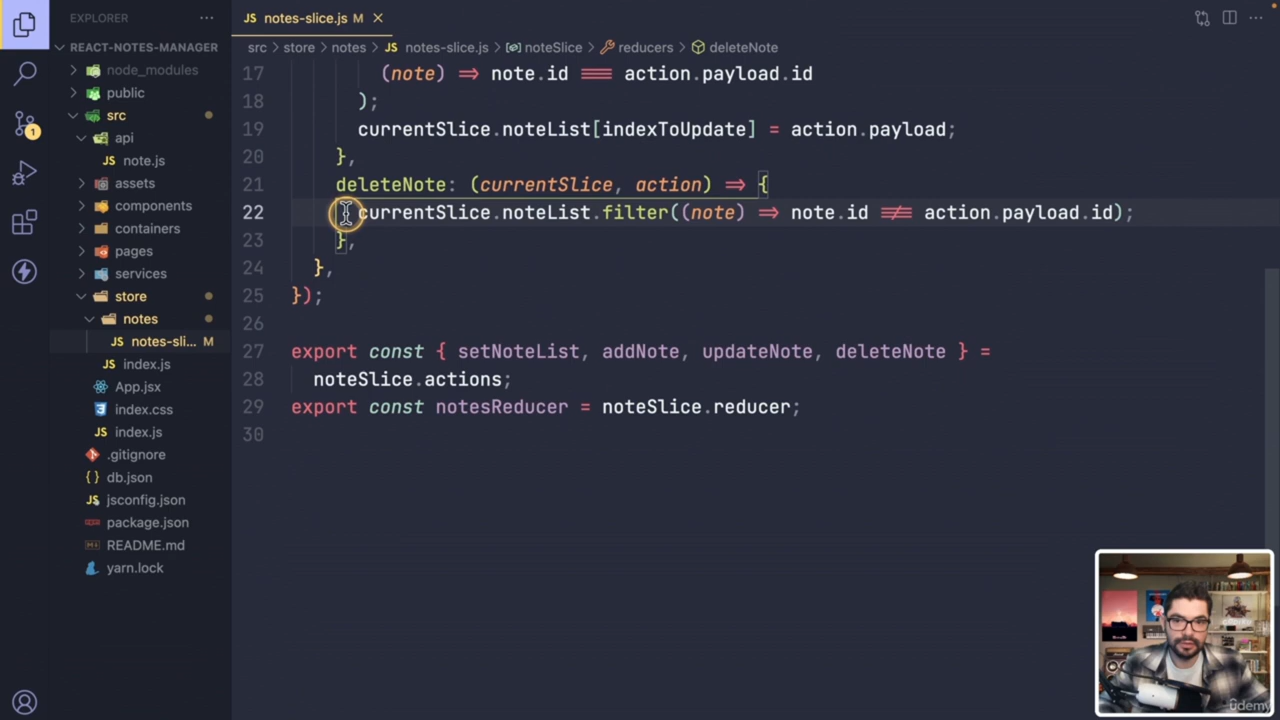 EXPLORER
REACT-NOTES-MANAGER
node_modules
public
src
api
JS note.js
assets
components
containers
pages
services
store
notes
JS notes-sli... M
JS index.js
App.jsx
index.css
JS index.js
.gitignore
{ } db.json
JS jsconfig.json
package.json
README.md
yarn.lock
1
JS notes-slice.js M
src > store > notes > JS notes-slice.js > noteSlice > reducers > deleteNote
17 (note) => note.id === action.payload.id
18 );
19 currentSlice.noteList[indexToUpdate] = action.payload;
20 },
21 deleteNote: (currentSlice, action) => {
22 currentSlice.noteList.filter((note) => note.id !== action.payload.id);
23 },
24 },
25 });
26
27 export const { setNoteList, addNote, updateNote, deleteNote } =
28 noteSlice.actions;
29 export const notesReducer = noteSlice.reducer;
30
udemy